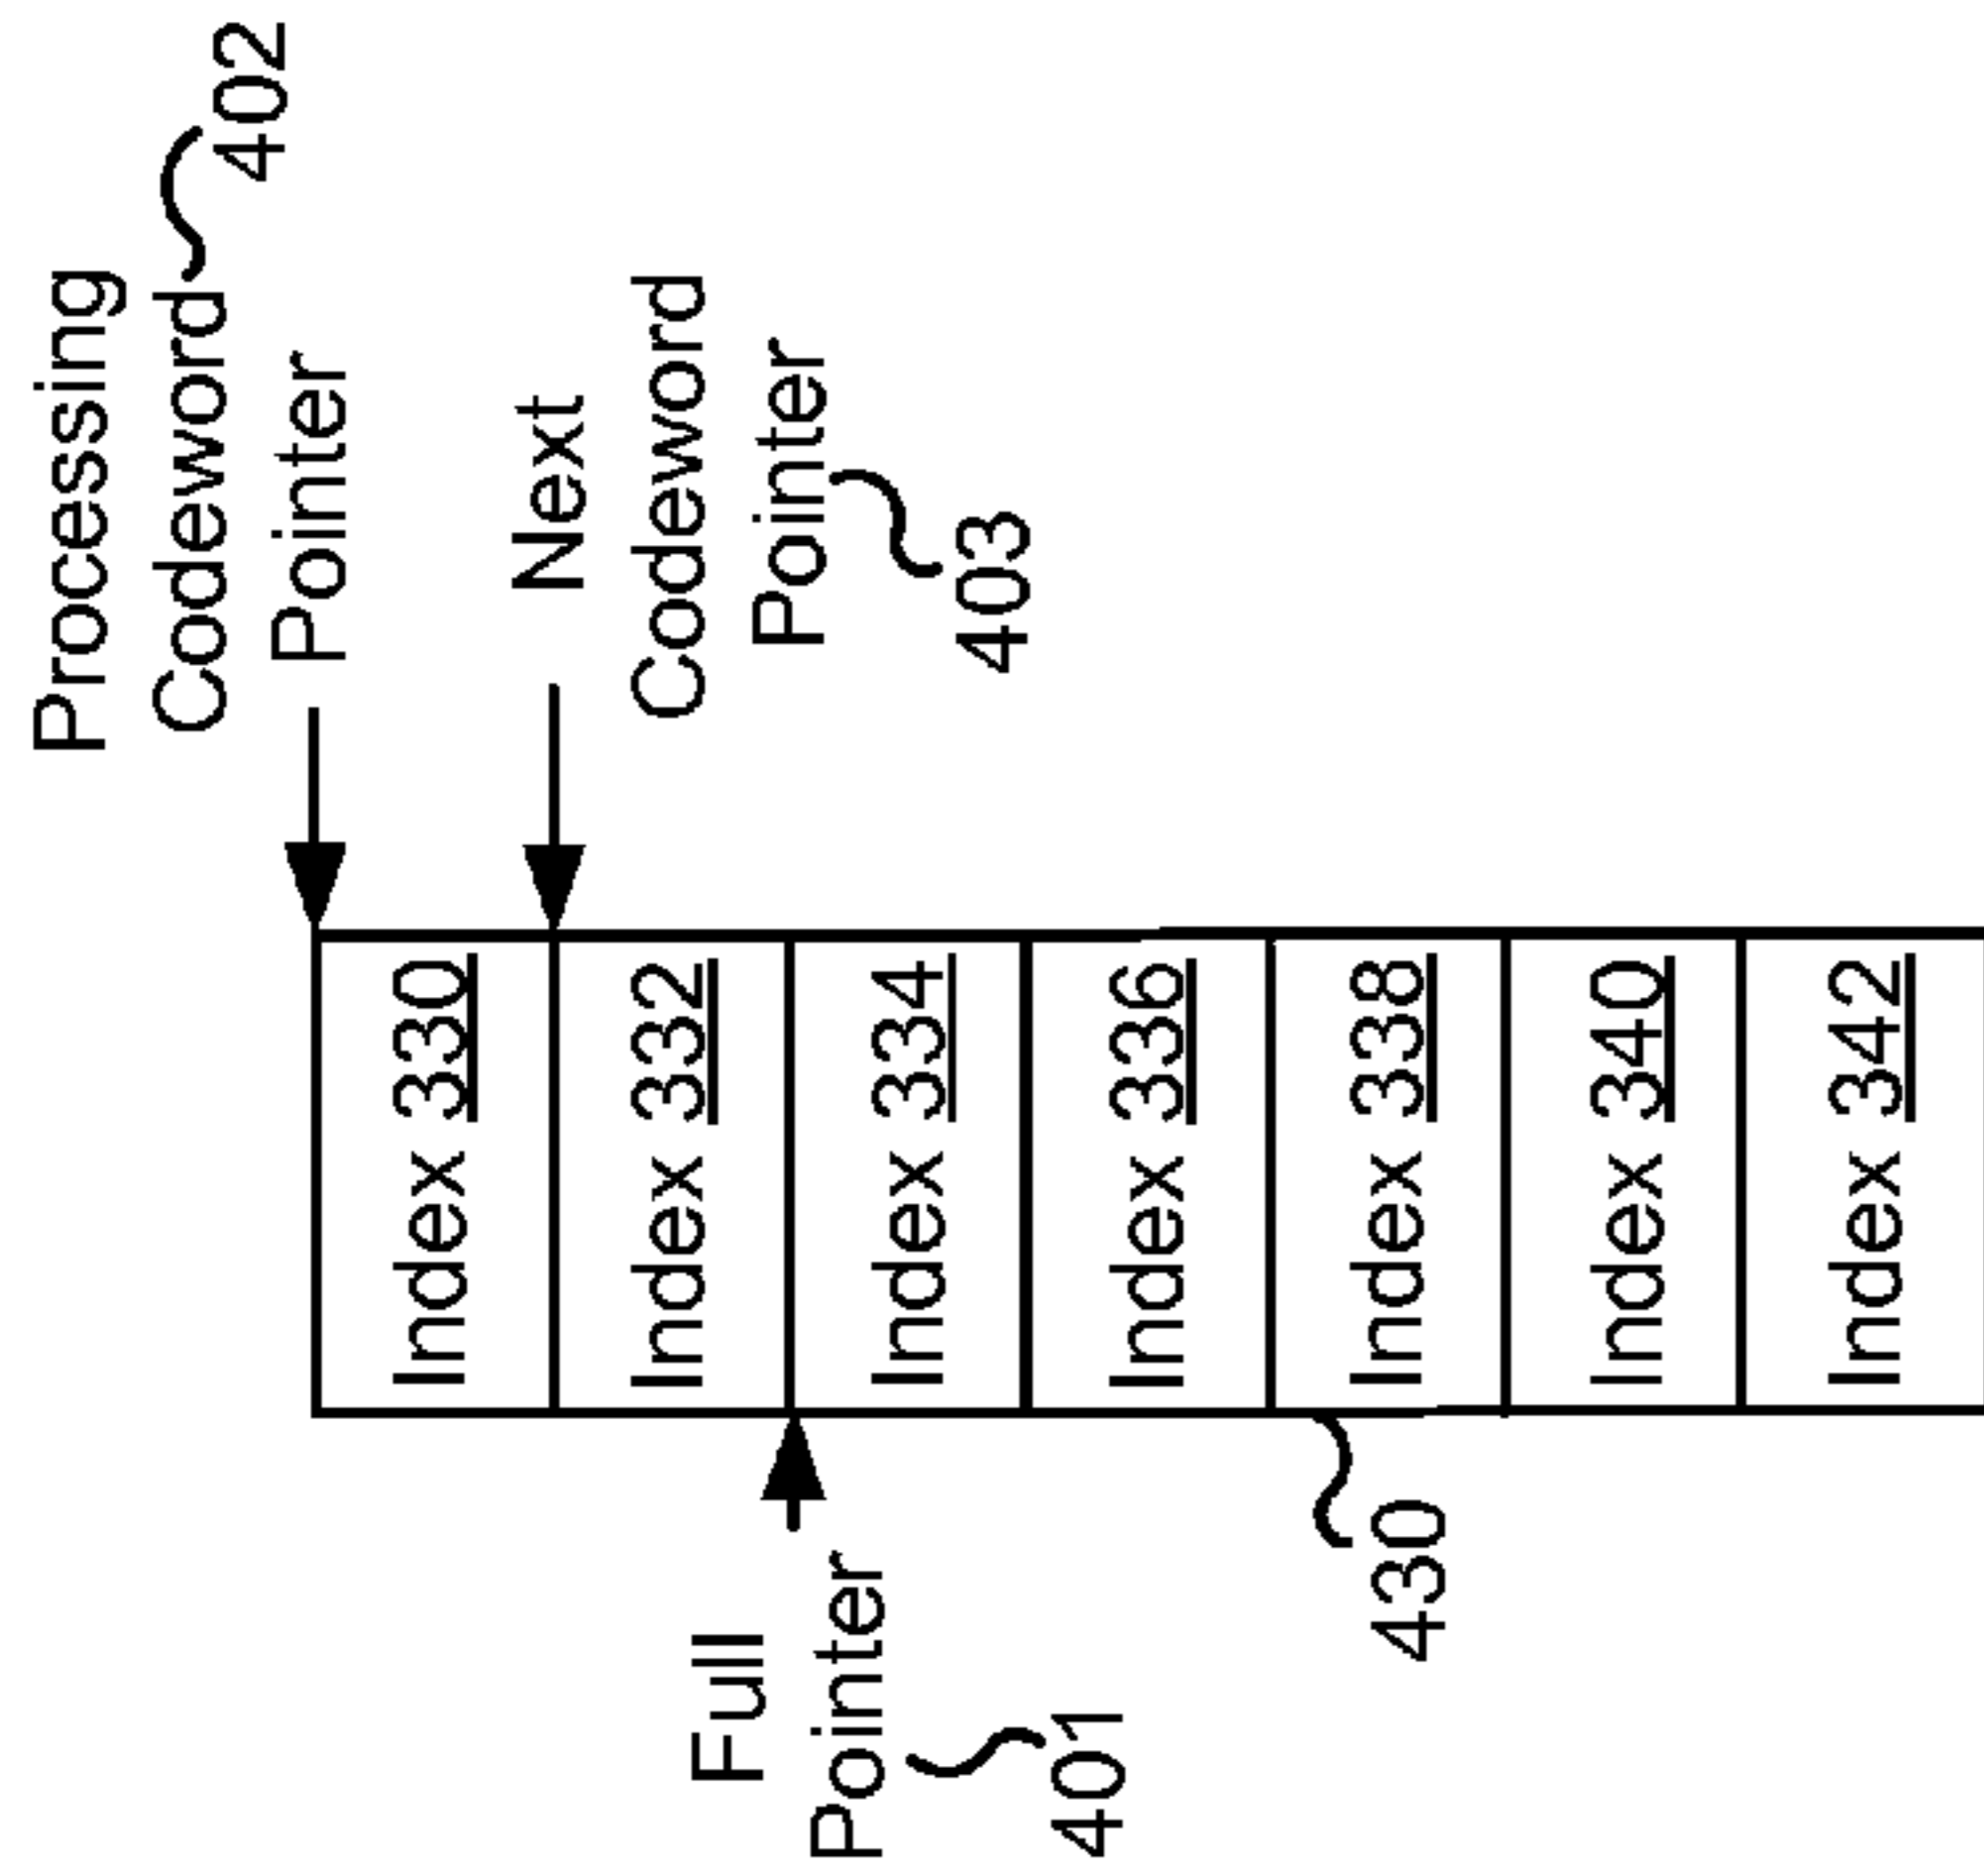 Processing
Codeword
Pointer
402
Next
Codeword
Pointer
403
Index 330
Index 332
Index 334
Index 336
Index 338
Index 340
Index 342
Full
Pointer
401
430